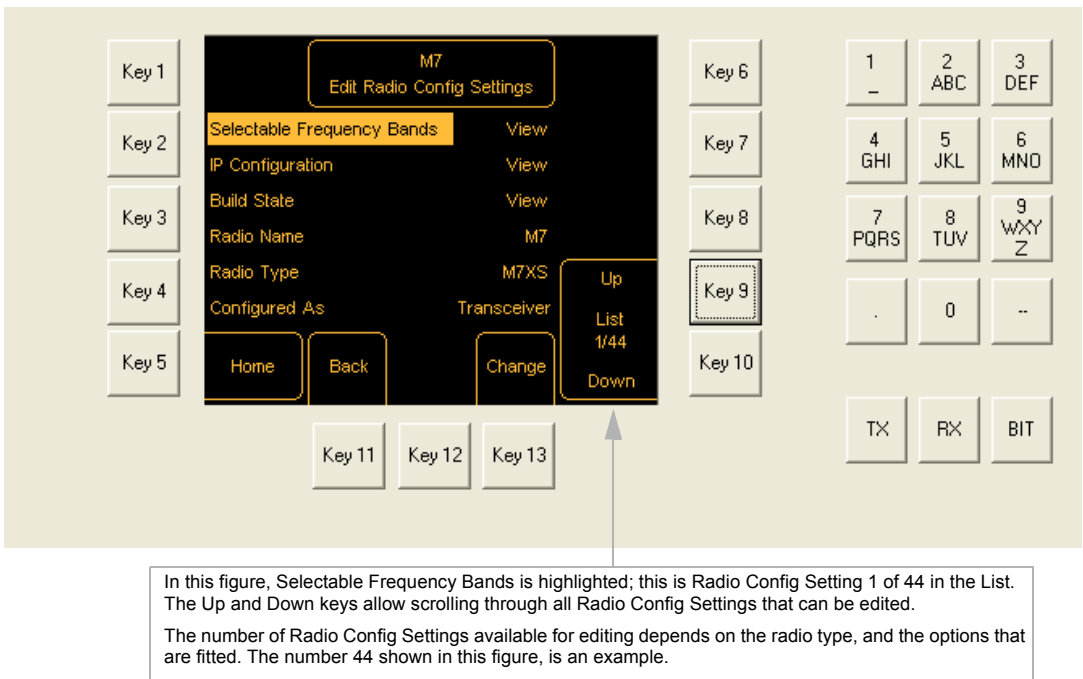 Key 1
Key 2
Key 3
Key 4
Key 5
M7
Edit Radio Config Settings
Selectable Frequency Bands View
IP Configuration View
Build State View
Radio Name M7
Radio Type M7XS
Configured As Transceiver
Home
Back
Change
Up
List
1/44
Down
Key 6
Key 7
Key 8
Key 9
Key 10
Key 11
Key 12
Key 13
1
_
2
ABC
3
DEF
4
GHI
5
JKL
6
MNO
7
PQRS
8
TUV
9
WXY
Z
.
0
--
TX
RX
BIT
In this figure, Selectable Frequency Bands is highlighted; this is Radio Config Setting 1 of 44 in the List.
The Up and Down keys allow scrolling through all Radio Config Settings that can be edited.
The number of Radio Config Settings available for editing depends on the radio type, and the options that
are fitted. The number 44 shown in this figure, is an example.